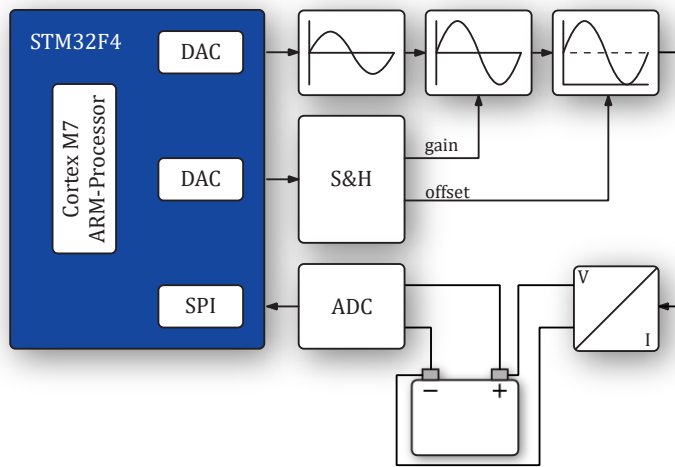 STM32F4
DAC
Cortex M7
ARM-Processor
DAC
S&H
gain
offset
SPI
ADC
V
I
−
+